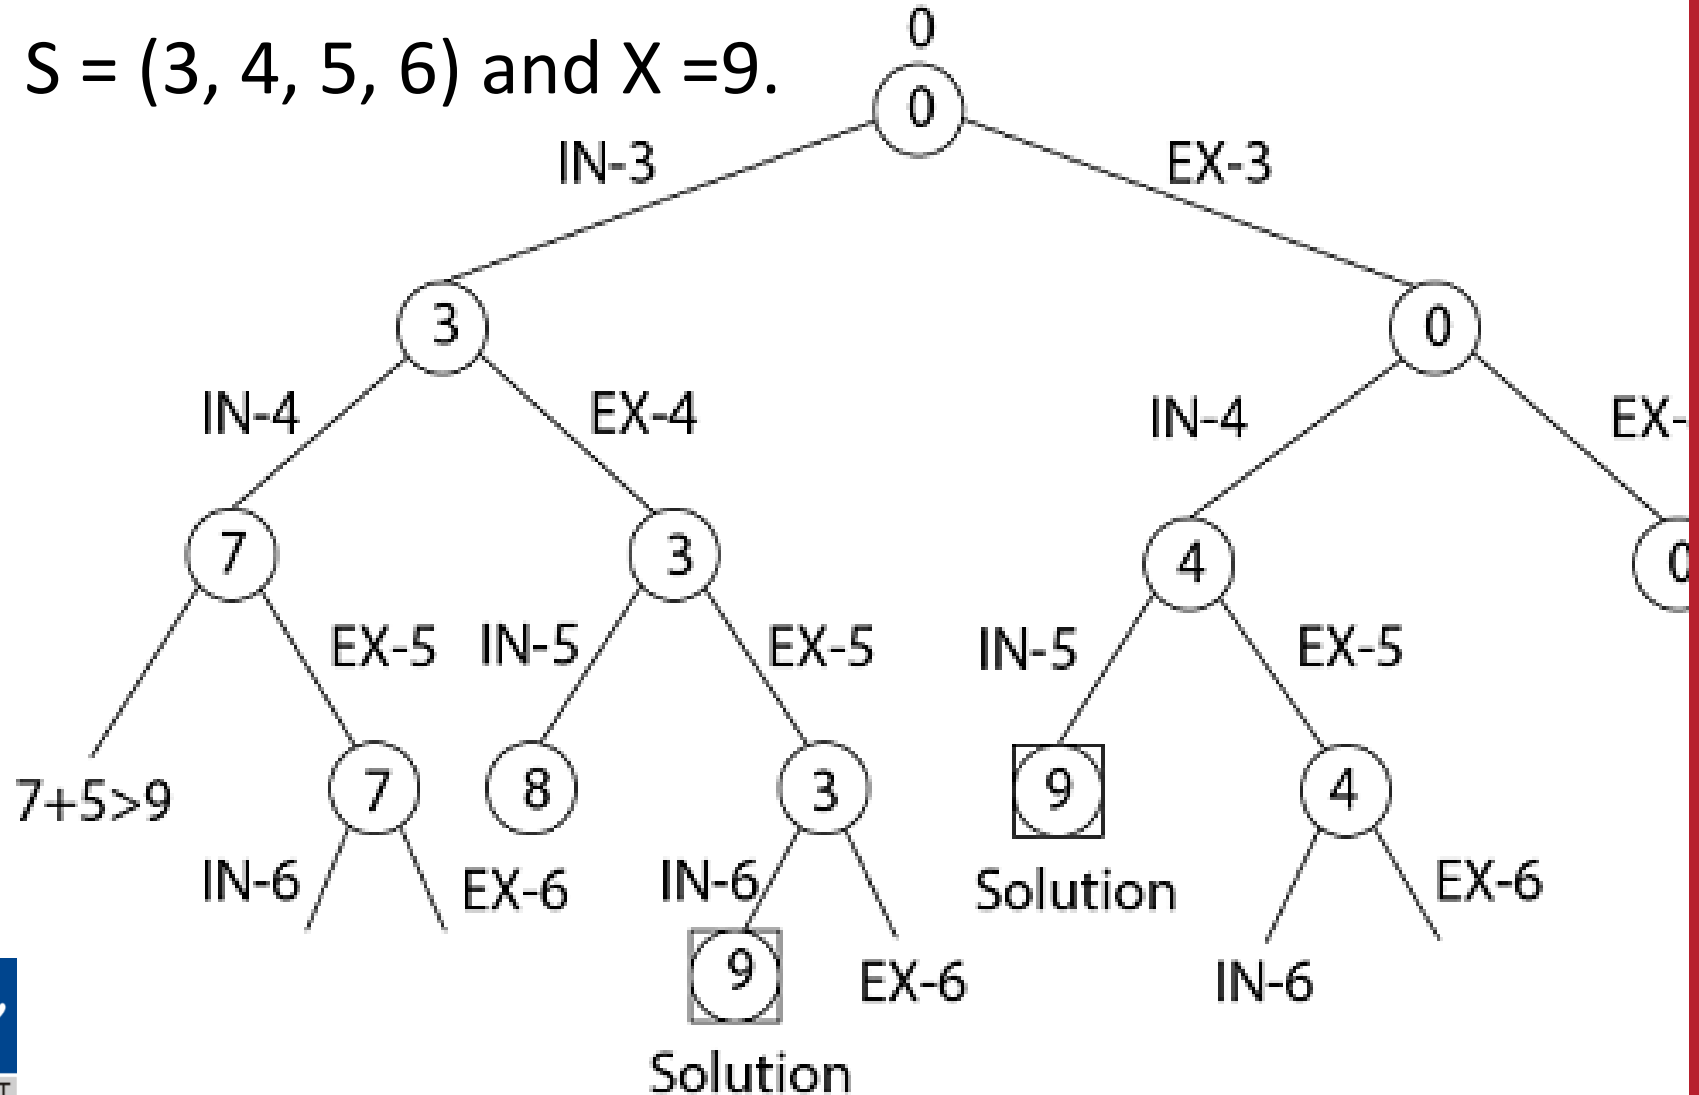 0
S = (3, 4, 5, 6) and X =9.
0
IN-3 EX-3
3 0
IN-4 EX-4 IN-4 EX-
7 3 4 0
EX-5 IN-5 EX-5 IN-5 EX-5
7+5>9 7 8 3 9 4
IN-6 EX-6 IN-6 Solution EX-6
9 EX-6 IN-6
Solution